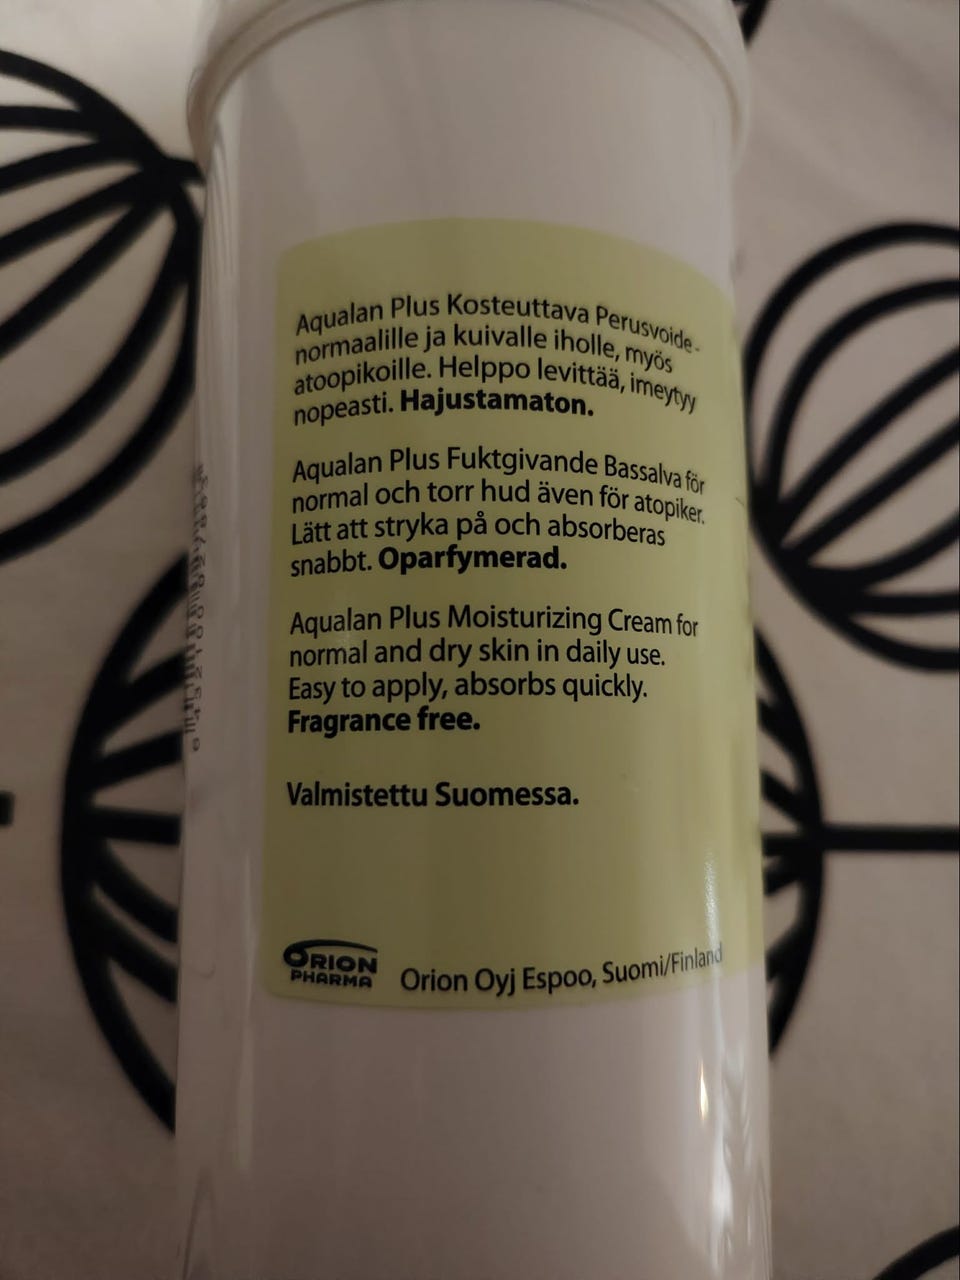 Aqualan Plus Kosteuttava Perusvoide -
normaalille ja kuivalle iholle, myös
atoopikoille. Helppo levittää, imeytyy
nopeasti. Hajustamaton.
Aqualan Plus Fuktgivande Bassalva för
normal och torr hud även för atopiker.
Lätt att stryka på och absorberas
snabbt. Oparfymerad.
Aqualan Plus Moisturizing Cream for
normal and dry skin in daily use.
Easy to apply, absorbs quickly.
Fragrance free.
Valmistettu Suomessa.
ORION
PHARMA
Orion Oyj Espoo, Suomi/Finland